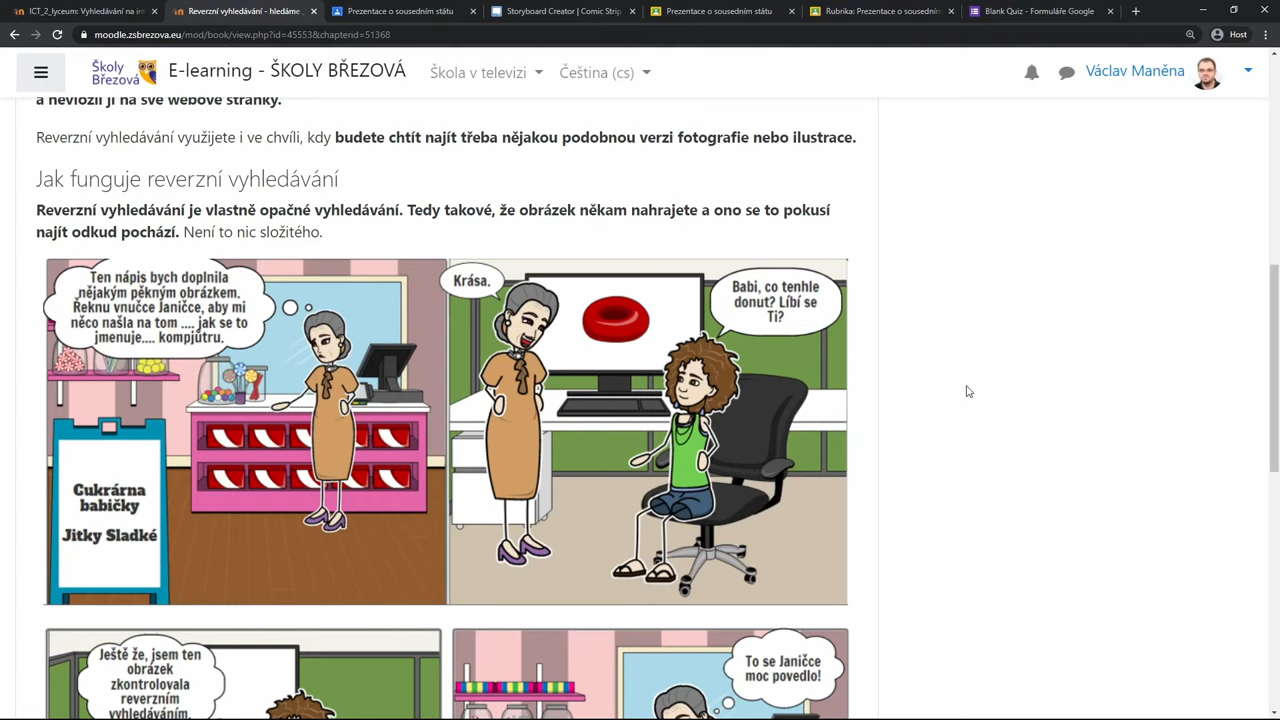 ICT_2_lyceum: Vyhledávání na int
Reverzní vyhledávání - hledáme
Prezentace o sousedním státu
Storyboard Creator | Comic Strip
Prezentace o sousedním státu
Rubrika: Prezentace o sousedním
Blank Quiz - Formuláře Google
moodle.zsbrezova.eu/mod/book/view.php?id=45553&chapterid=51368
Host
Školy
Březová
E-learning - ŠKOLY BŘEZOVÁ
Škola v televizi
Čeština (cs)
Václav Maněna
a nevložil ji na své webové stránky.
Reverzní vyhledávání využijete i ve chvíli, kdy budete chtít najít třeba nějakou podobnou verzi fotografie nebo ilustrace.
Jak funguje reverzní vyhledávání
Reverzní vyhledávání je vlastně opačné vyhledávání. Tedy takové, že obrázek někam nahrajete a ono se to pokusí
najít odkud pochází. Není to nic složitého.
Ten nápis bych doplnila
nějakým pěkným obrázkem.
Řeknu vnučce Janičce, aby mi
něco našla na tom .... jak se to
jmenuje.... kompjútru.
Cukrárna
babičky
Jitky Sladké
Krása.
Babi, co tenhle
donut? Líbí se
Ti?
Ještě že, jsem ten
obrázek
zkontrolovala
reverzním
vyhledáváním.
To se Janičce
moc povedlo!